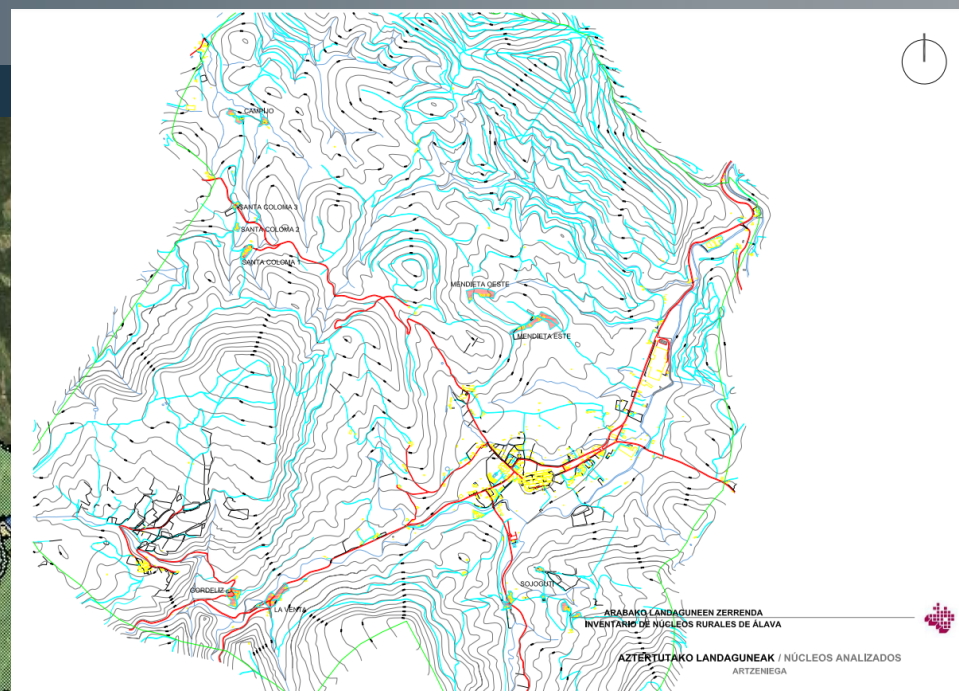 CAMPIJO
SANTA COLOMA 3
SANTA COLOMA 2
SANTA COLOMA 1
MENDIETA OESTE
MENDIETA ESTE
CORDELIZ
LA VENTA
SOJOGUTI
ARABAKO LANDAGUNEEN ZERRENDA
INVENTARIO DE NÚCLEOS RURALES DE ÁLAVA
AZTERTUTAKO LANDAGUNEAK / NÚCLEOS ANALIZADOS
ARTZENIEGA